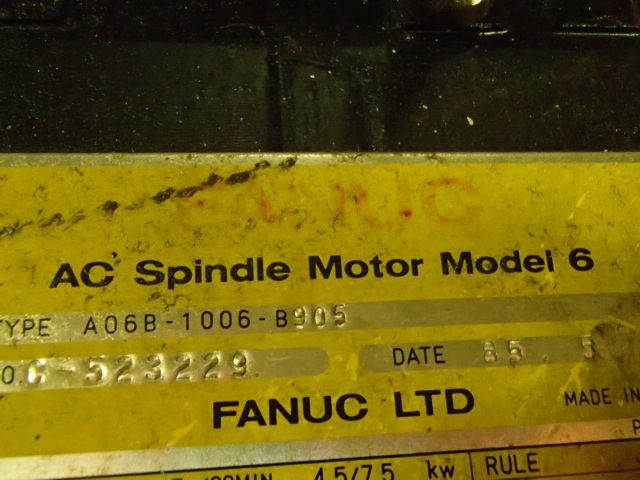 FANUC
AC Spindle Motor Model 6
TYPE A06B-1006-B905
O. C-523229 DATE 85.5
FANUC LTD
MADE IN
4.5/7.5 kw RULE